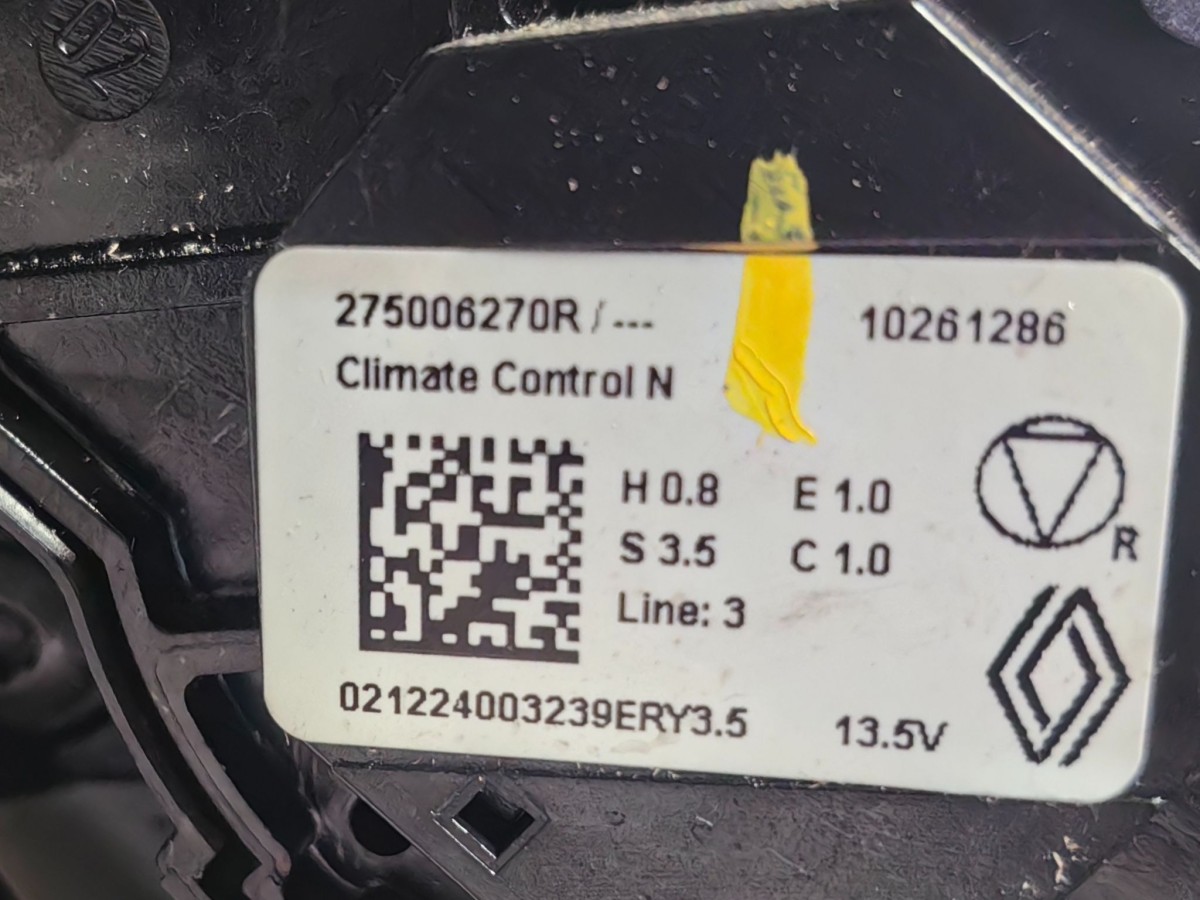 275006270R / ---
10261286
Climate Control N
H 0.8
E 1.0
S 3.5
C 1.0
R
Line: 3
021224003239ERY3.5
13.5V